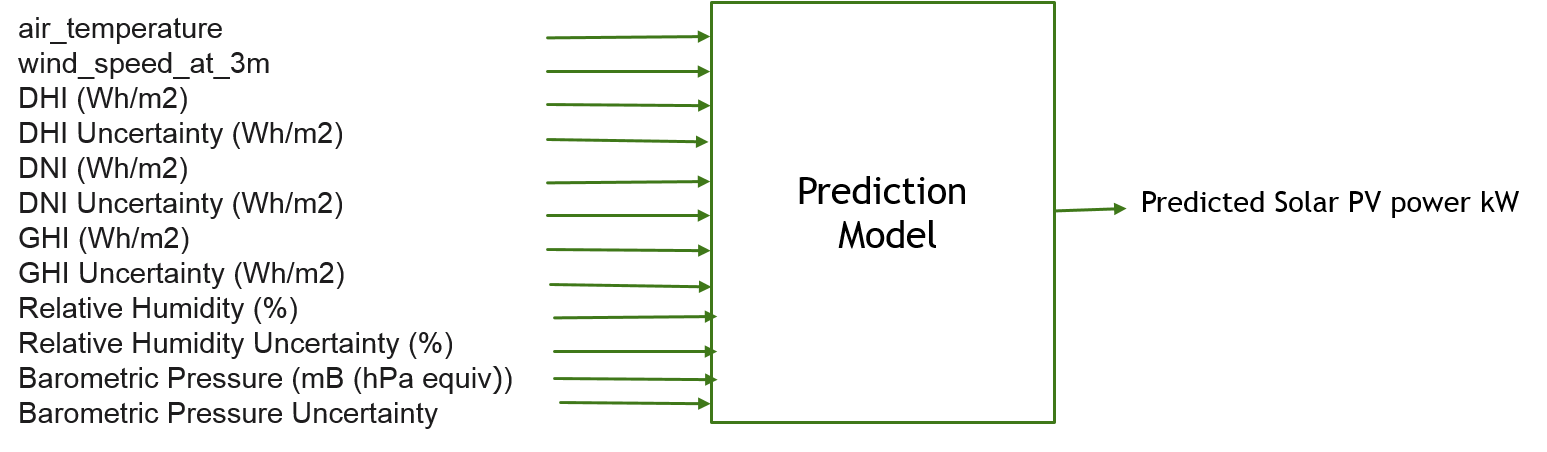 air_temperature
wind_speed_at_3m
DHI (Wh/m2)
DHI Uncertainty (Wh/m2)
DNI (Wh/m2)
DNI Uncertainty (Wh/m2)
GHI (Wh/m2)
GHI Uncertainty (Wh/m2)
Relative Humidity (%)
Relative Humidity Uncertainty (%)
Barometric Pressure (mB (hPa equiv))
Barometric Pressure Uncertainty
Prediction
Model
Predicted Solar PV power kW